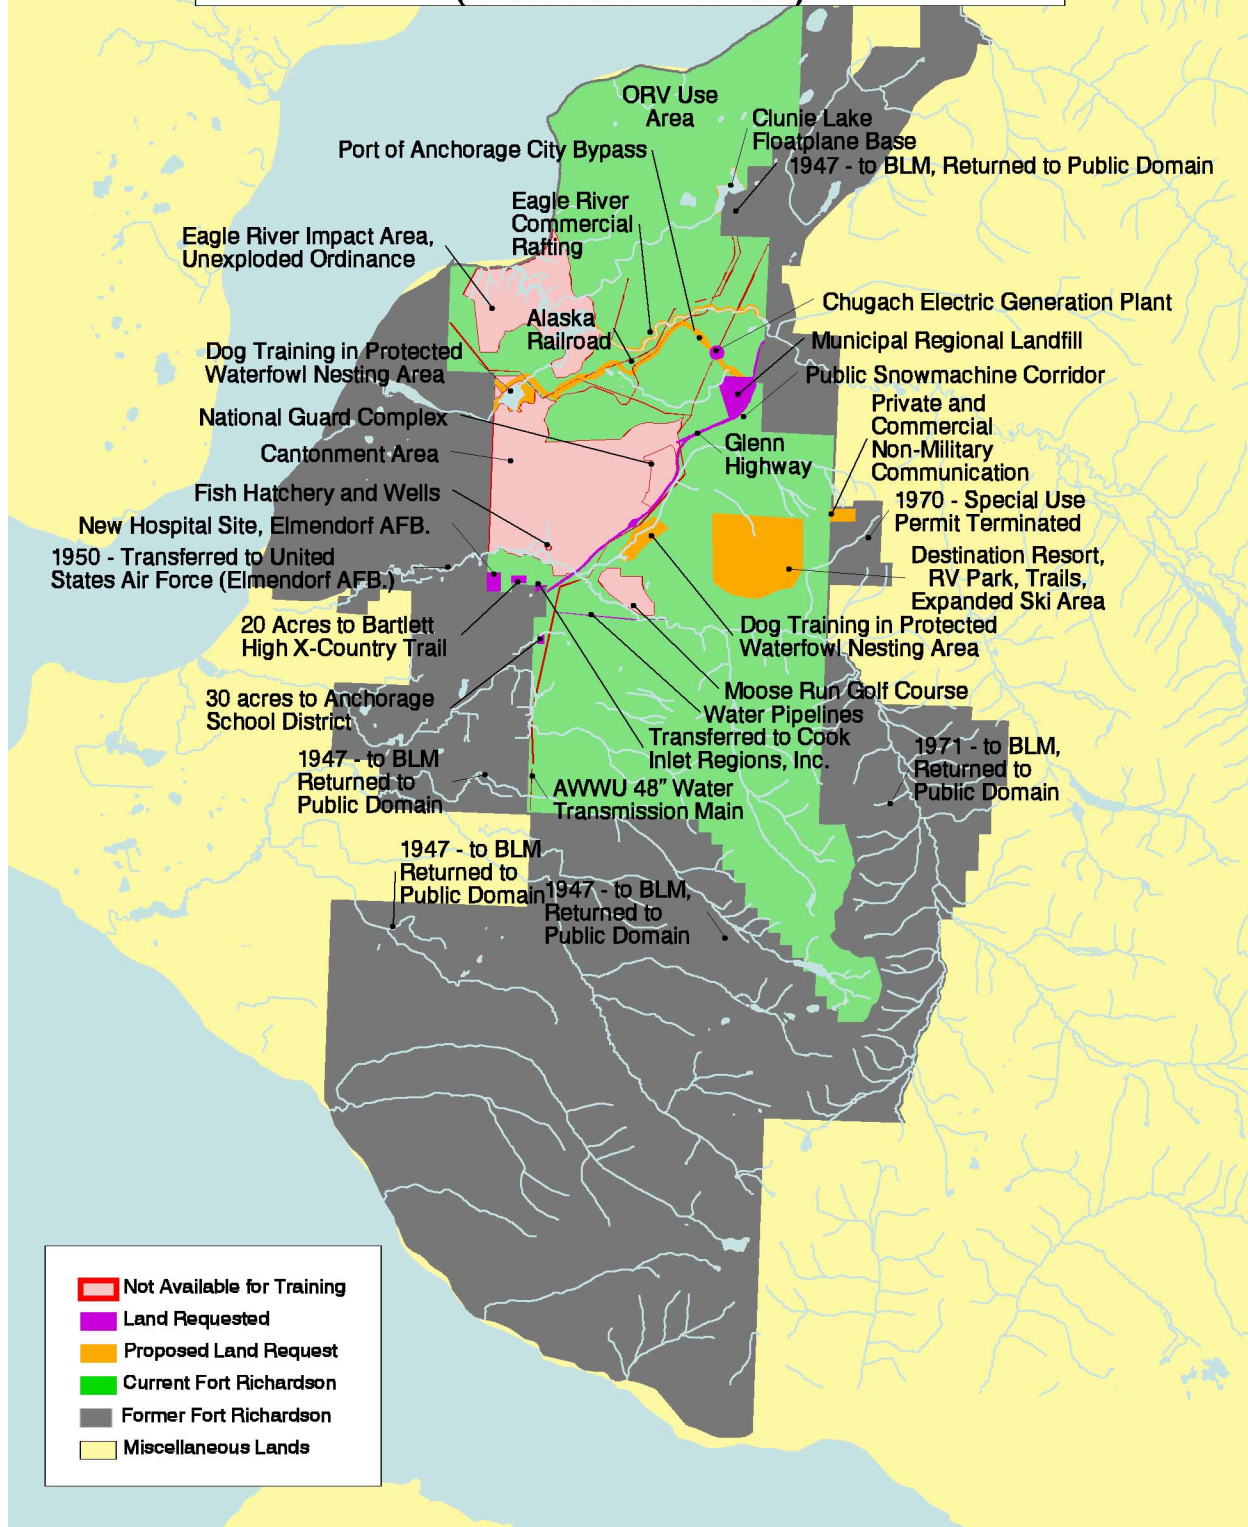 ORV Use
Area
Clunie Lake
Floatplane Base
Port of Anchorage City Bypass
1947 - to BLM, Returned to Public Domain
Eagle River
Commercial
Rafting
Eagle River Impact Area,
Unexploded Ordinance
Chugach Electric Generation Plant
Alaska
Railroad
Municipal Regional Landfill
Dog Training in Protected
Waterfowl Nesting Area
Public Snowmachine Corridor
National Guard Complex
Private and
Commercial
Non-Military
Communication
Glenn
Highway
Cantonment Area
Fish Hatchery and Wells
1970 - Special Use
Permit Terminated
New Hospital Site, Elmendorf AFB.
1950 - Transferred to United
States Air Force (Elmendorf AFB.)
Destination Resort,
RV Park, Trails,
Expanded Ski Area
20 Acres to Bartlett
High X-Country Trail
Dog Training in Protected
Waterfowl Nesting Area
30 acres to Anchorage
School District
Moose Run Golf Course
Water Pipelines
Transferred to Cook
Inlet Regions, Inc.
1947 - to BLM
Returned to
Public Domain
1971 - to BLM,
Returned to
Public Domain
AWWU 48" Water
Transmission Main
1947 - to BLM
Returned to
Public Domain
1947 - to BLM,
Returned to
Public Domain
Not Available for Training
Land Requested
Proposed Land Request
Current Fort Richardson
Former Fort Richardson
Miscellaneous Lands